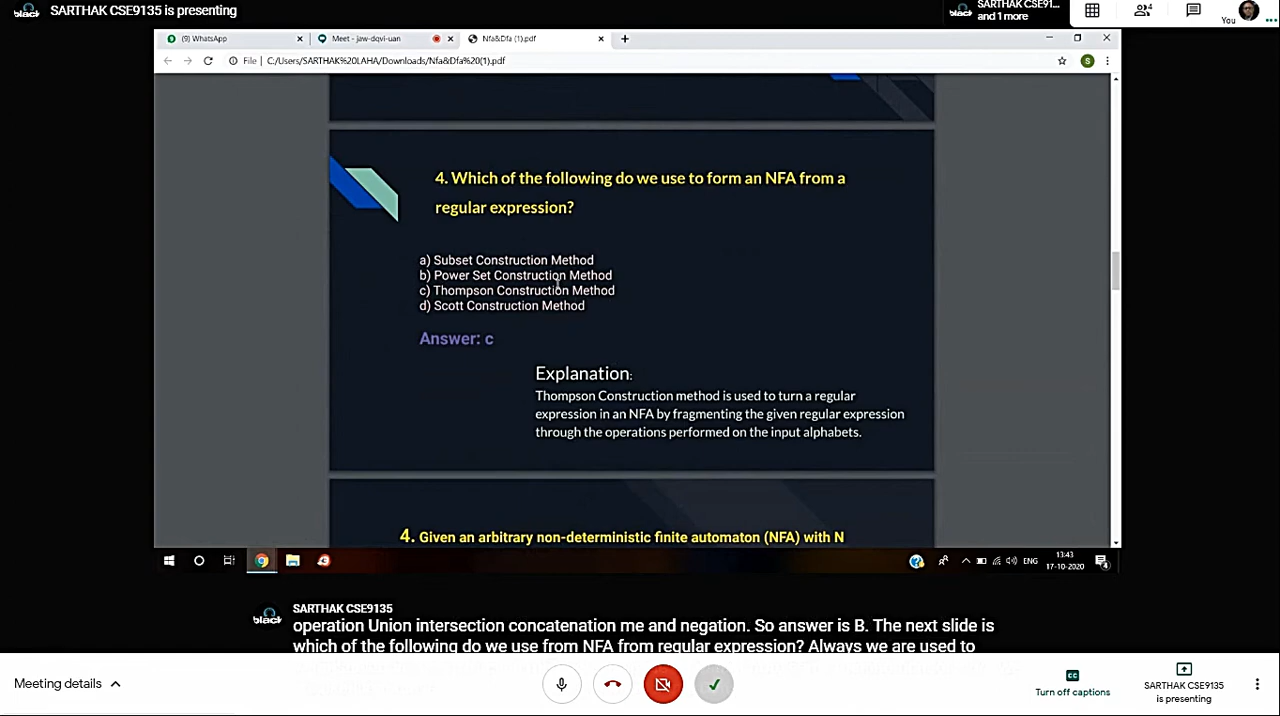 SARTHAK CSE9135 is presenting
SARTHAK CSE91...
and 1 more
4
You
(9) WhatsApp
Meet - jaw-dqvi-uan
Nfa&Dfa (1).pdf
File
C:/Users/SARTHAK%20LAHA/Downloads/Nfa&Dfa%20(1).pdf
S
4. Which of the following do we use to form an NFA from a
regular expression?
a) Subset Construction Method
b) Power Set Construction Method
c) Thompson Construction Method
d) Scott Construction Method
Answer: c
Explanation:
Thompson Construction method is used to turn a regular
expression in an NFA by fragmenting the given regular expression
through the operations performed on the input alphabets.
4. Given an arbitrary non-deterministic finite automaton (NFA) with N
ENG
13:43
17-10-2020
black
SARTHAK CSE9135
operation Union intersection concatenation me and negation. So answer is B. The next slide is
which of the following do we use from NFA from regular expression? Always we are used to
Meeting details
Turn off captions
SARTHAK CSE9135
is presenting